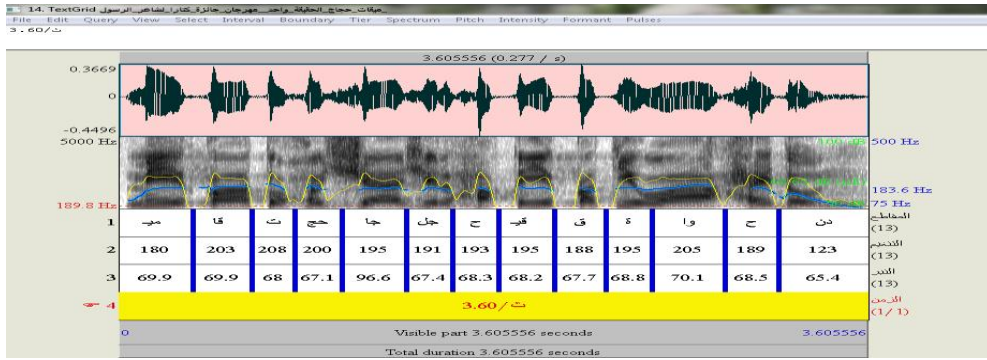 14. TextGrid ميقات_حجاج_الحقيقة_واحد_مهرجان_جائزة_كتارا_لشاعر_الرسول
File Edit Query View Select Interval Boundary Tier Spectrum Pitch Intensity Formant Pulses
3.60/ث
3.605556 (0.277 / s)
0.3669
0
-0.4496
5000 Hz 500 Hz
183.6 Hz
189.8 Hz 75 Hz
1 ميـ قا ت حجـ جا جل ح قيـ ق ة وا ح دن المقاطع (13)
2 180 203 208 200 195 191 193 195 188 195 205 189 123 التنغيم (13)
3 69.9 69.9 68 67.1 96.6 67.4 68.3 68.2 67.7 68.8 70.1 68.5 65.4 النبر (13)
4 3.60/ث الزمن (1/1)
0 Visible part 3.605556 seconds 3.605556
Total duration 3.605556 seconds